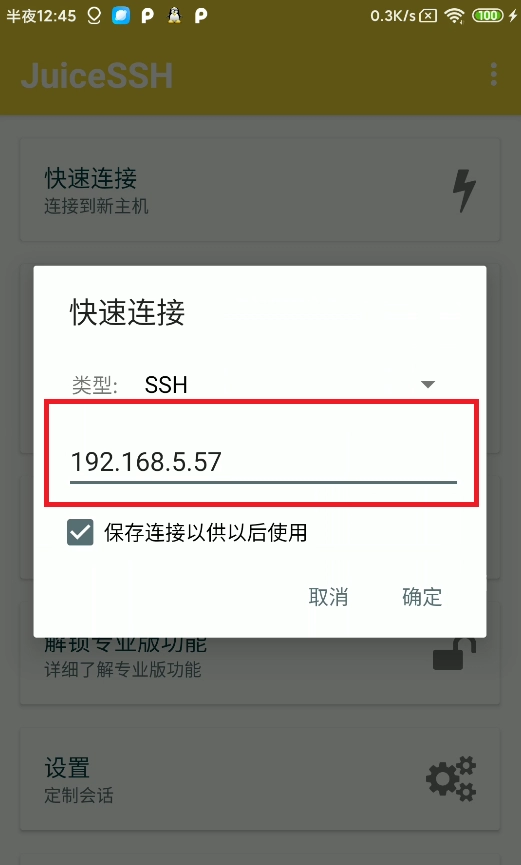 半夜12:45
0.3K/s
100
JuiceSSH
快速连接
连接到新主机
快速连接
类型: SSH
192.168.5.57
保存连接以供以后使用
取消 确定
解锁专业版功能
详细了解专业版功能
设置
定制会话